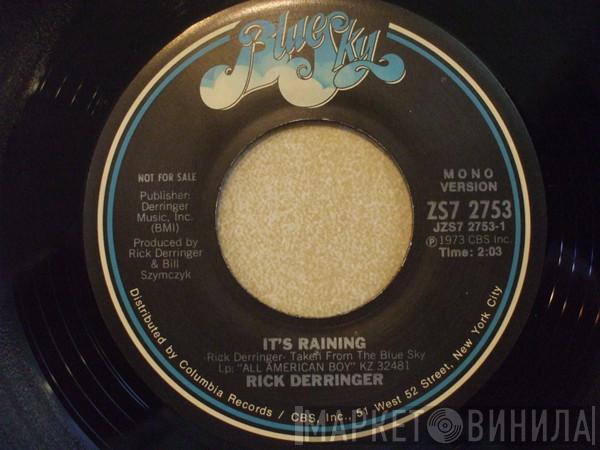 Blue Sky
NOT FOR SALE
Publisher:
Derringer
Music, Inc.
(BMI)
Produced by
Rick Derringer
& Bill
Szymczyk
MONO
VERSION
ZS7 2753
JZS7 2753-1
Ⓟ 1973 CBS Inc.
Time: 2:03
IT'S RAINING
-Rick Derringer- Taken From The Blue Sky
Lp: "ALL AMERICAN BOY" KZ 32481
RICK DERRINGER
Distributed by Columbia Records / CBS, Inc., 51 West 52 Street, New York City
МАРКЕТ ВИНИЛА